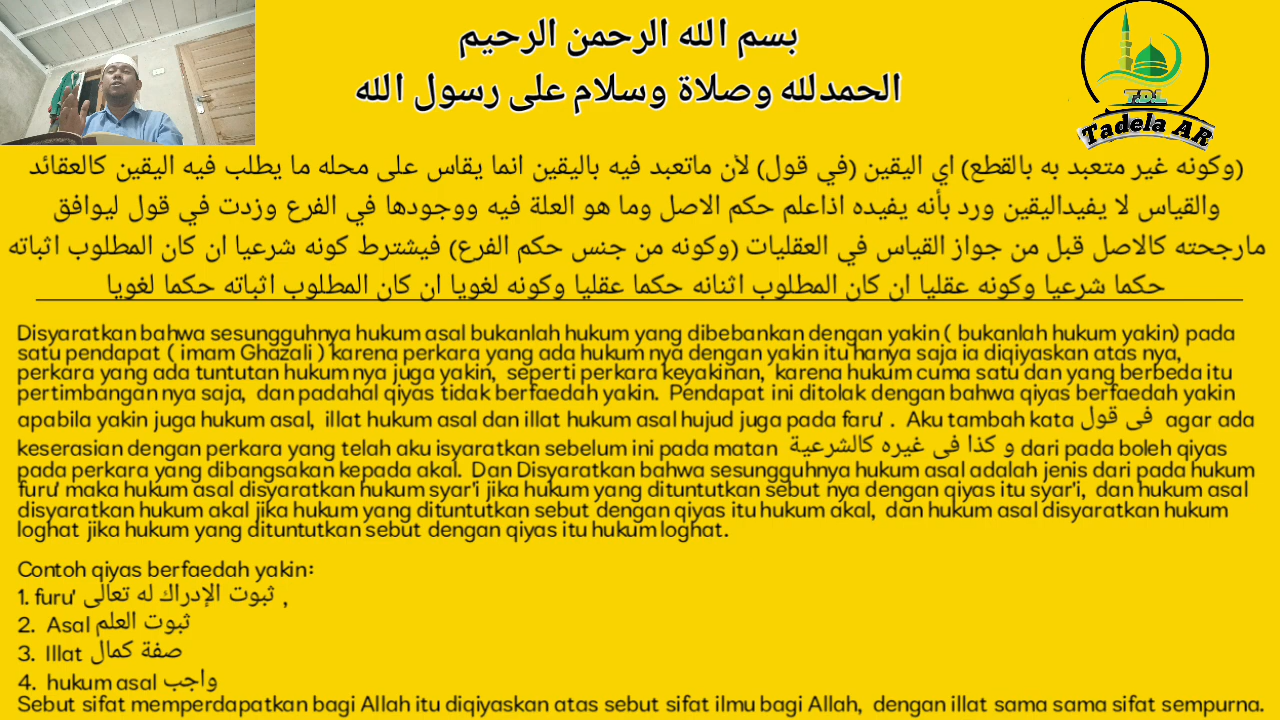 بسم الله الرحمن الرحيم
الحمدلله وصلاة وسلام على رسول الله
T.D.L
Tadela AR
(وكونه غير متعبد به بالقطع) اي اليقين (في قول) لأن ماتعبد فيه باليقين انما يقاس على محله ما يطلب فيه اليقين كالعقائد
والقياس لا يفيداليقين ورد بأنه يفيده اذاعلم حكم الاصل وما هو العلة فيه ووجودها في الفرع وزدت في قول ليوافق
مارجحته كالاصل قبل من جواز القياس في العقليات (وكونه من جنس حكم الفرع) فيشترط كونه شرعيا ان كان المطلوب اثباته
حكما شرعيا وكونه عقليا ان كان المطلوب اثنانه حكما عقليا وكونه لغويا ان كان المطلوب اثباته حكما لغويا
Disyaratkan bahwa sesungguhnya hukum asal bukanlah hukum yang dibebankan dengan yakin ( bukanlah hukum yakin) pada
satu pendapat ( imam Ghazali ) karena perkara yang ada hukum nya dengan yakin itu hanya saja ia diqiyaskan atas nya,
perkara yang ada tuntutan hukum nya juga yakin, seperti perkara keyakinan, karena hukum cuma satu dan yang berbeda itu
pertimbangan nya saja, dan padahal qiyas tidak berfaedah yakin. Pendapat ini ditolak dengan bahwa qiyas berfaedah yakin
apabila yakin juga hukum asal, illat hukum asal dan illat hukum asal hujud juga pada faru' . Aku tambah kata فى قول agar ada
keserasian dengan perkara yang telah aku isyaratkan sebelum ini pada matan و كذا فى غيره كالشرعية dari pada boleh qiyas
pada perkara yang dibangsakan kepada akal. Dan Disyaratkan bahwa sesungguhnya hukum asal adalah jenis dari pada hukum
furu' maka hukum asal disyaratkan hukum syar'i jika hukum yang dituntutkan sebut nya dengan qiyas itu syar'i, dan hukum asal
disyaratkan hukum akal jika hukum yang dituntutkan sebut dengan qiyas itu hukum akal, dan hukum asal disyaratkan hukum
loghat jika hukum yang dituntutkan sebut dengan qiyas itu hukum loghat.
Contoh qiyas berfaedah yakin:
1. furu' ثبوت الإدراك له تعالى ,
2. Asal ثبوت العلم
3. Illat صفة كمال
4. hukum asal واجب
Sebut sifat memperdapatkan bagi Allah itu diqiyaskan atas sebut sifat ilmu bagi Allah, dengan illat sama sama sifat sempurna.